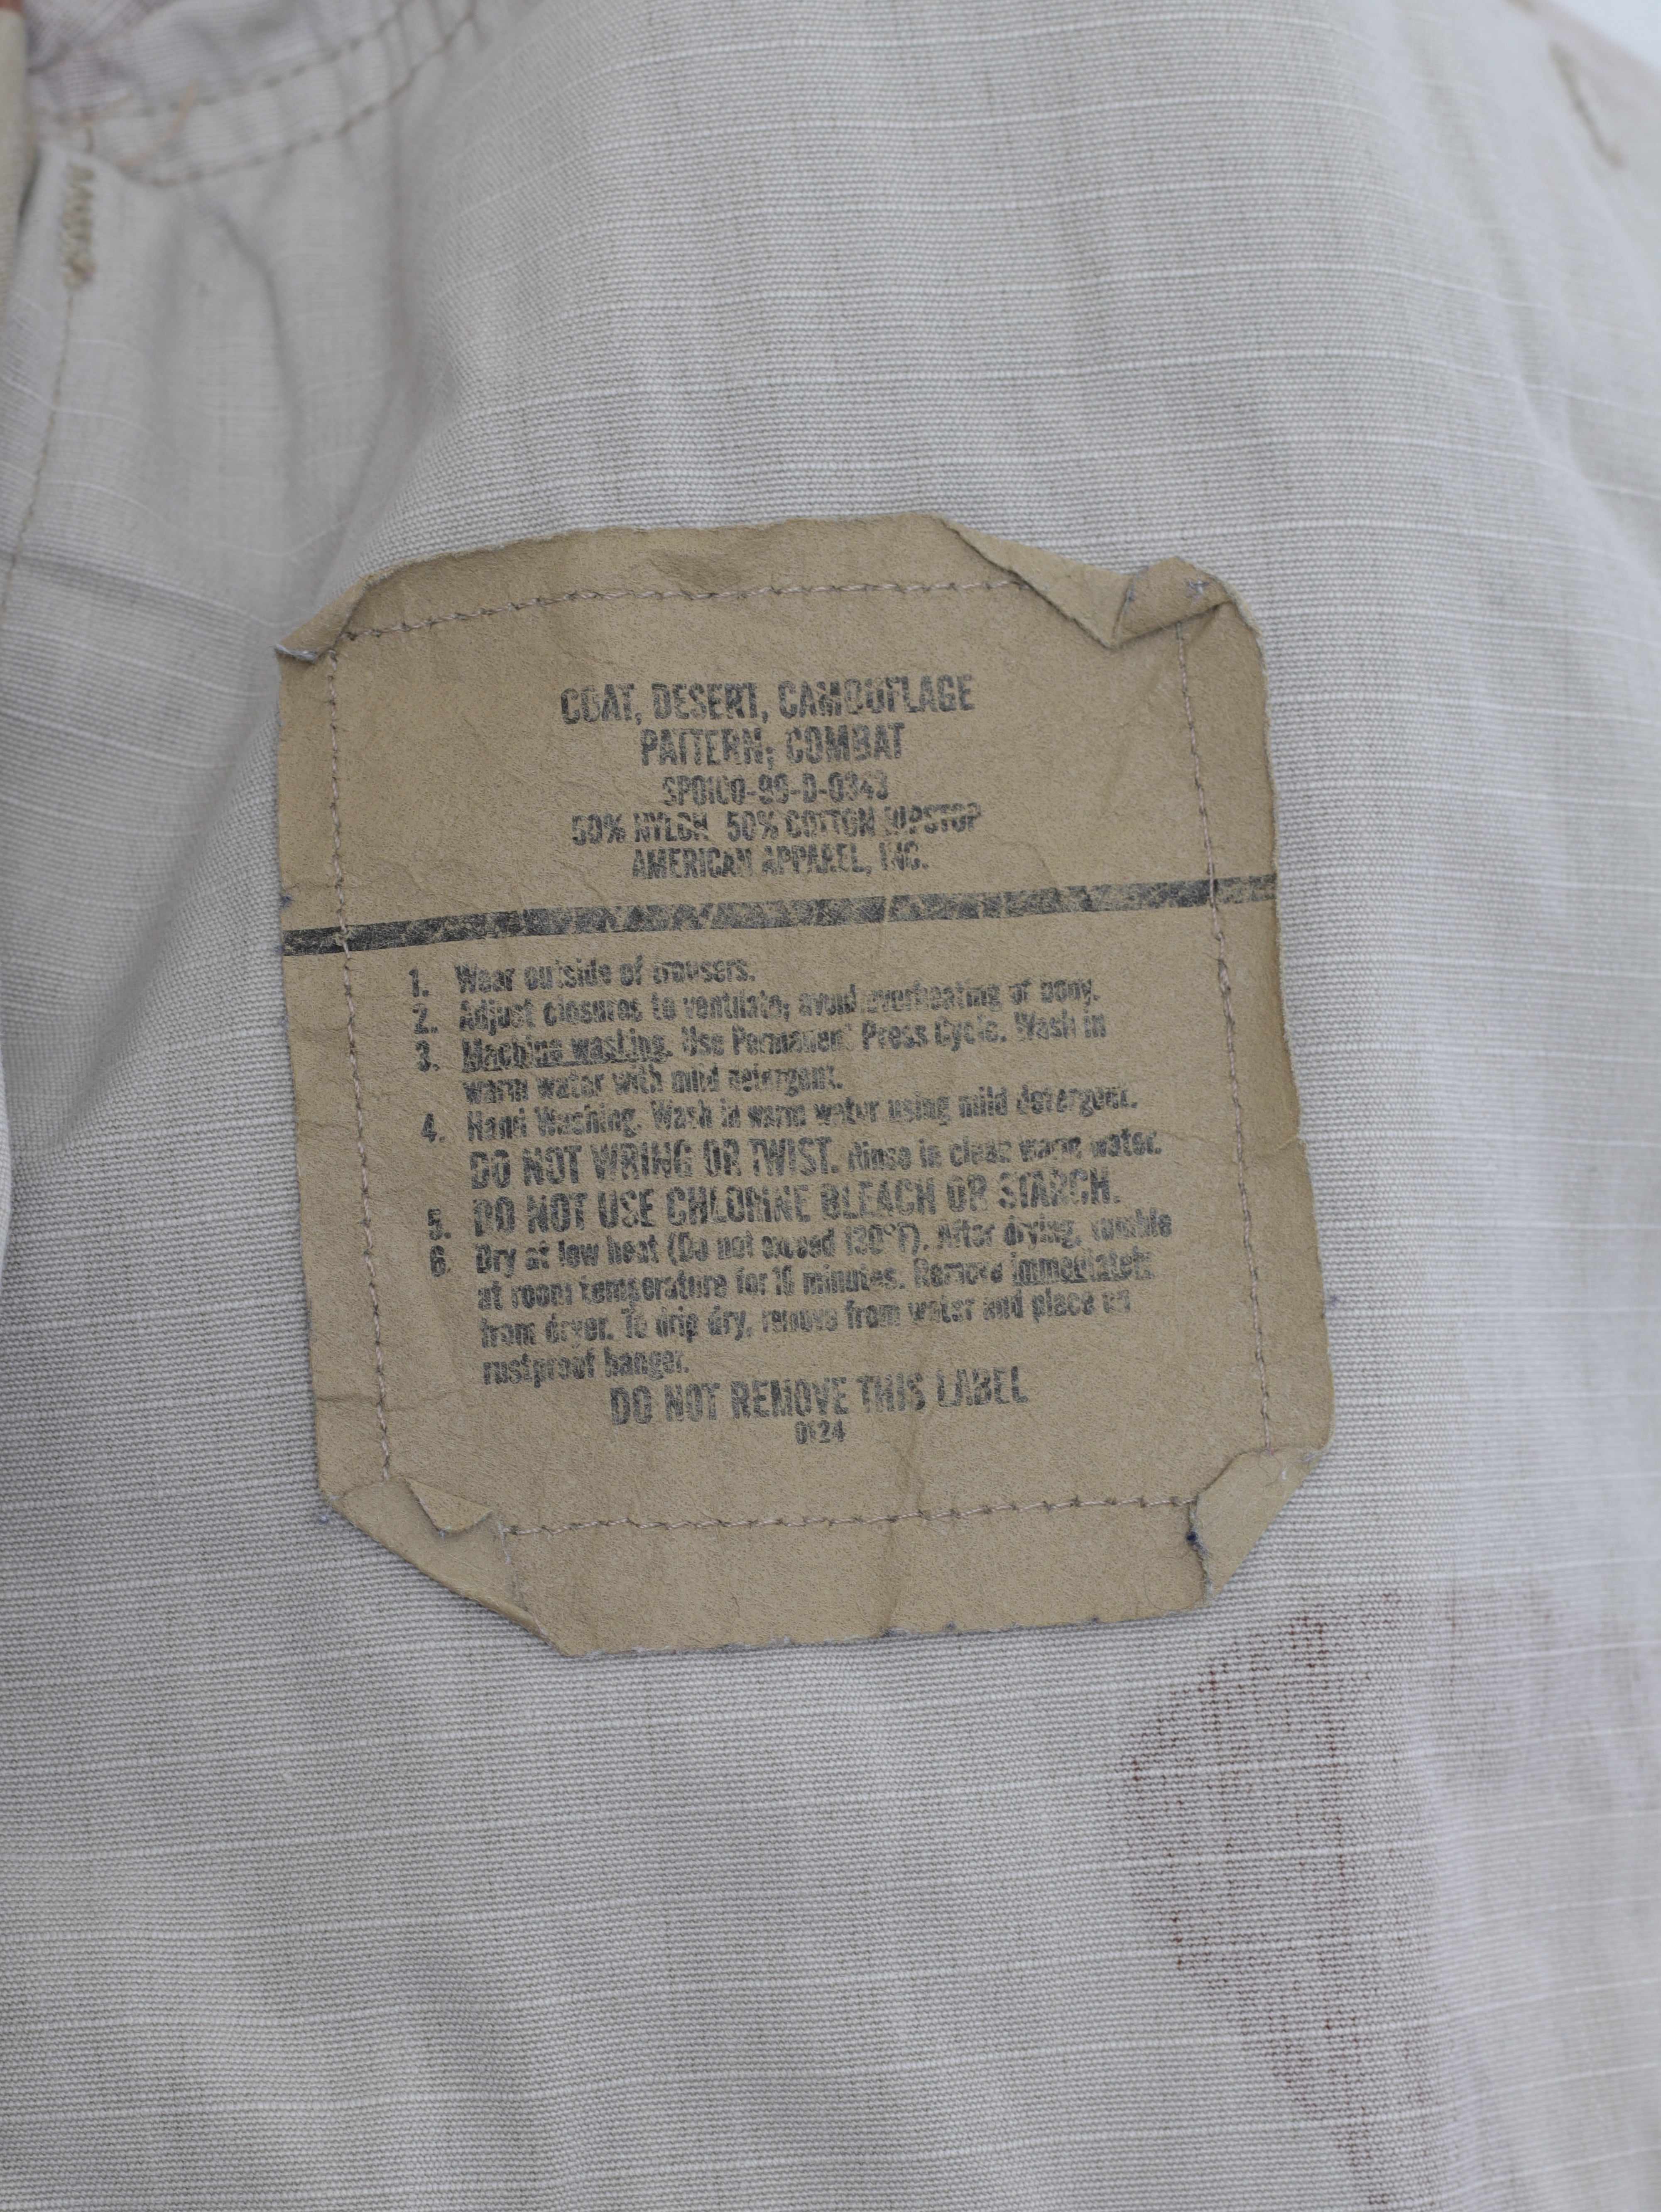 COAT, DESERT, CAMOUFLAGE
PATTERN; COMBAT
SPO100-99-D-0343
50% NYLON 50% COTTON RIPSTOP
AMERICAN APPAREL, INC.
1. Wear outside of trousers.
2. Adjust closures to ventilate; avoid overheating of body.
3. Machine washing. Use Permanent Press Cycle. Wash in
warm water with mild detergent.
4. Hand Washing. Wash in warm water using mild detergent.
DO NOT WRING OR TWIST. Rinse in clean warm water.
5. DO NOT USE CHLORINE BLEACH OR STARCH.
6. Dry at low heat (Do not exceed 130°F). After drying, tumble
at room temperature for 10 minutes. Remove immediately
from dryer. To drip dry, remove from water and place on
rustproof hanger.
DO NOT REMOVE THIS LABEL